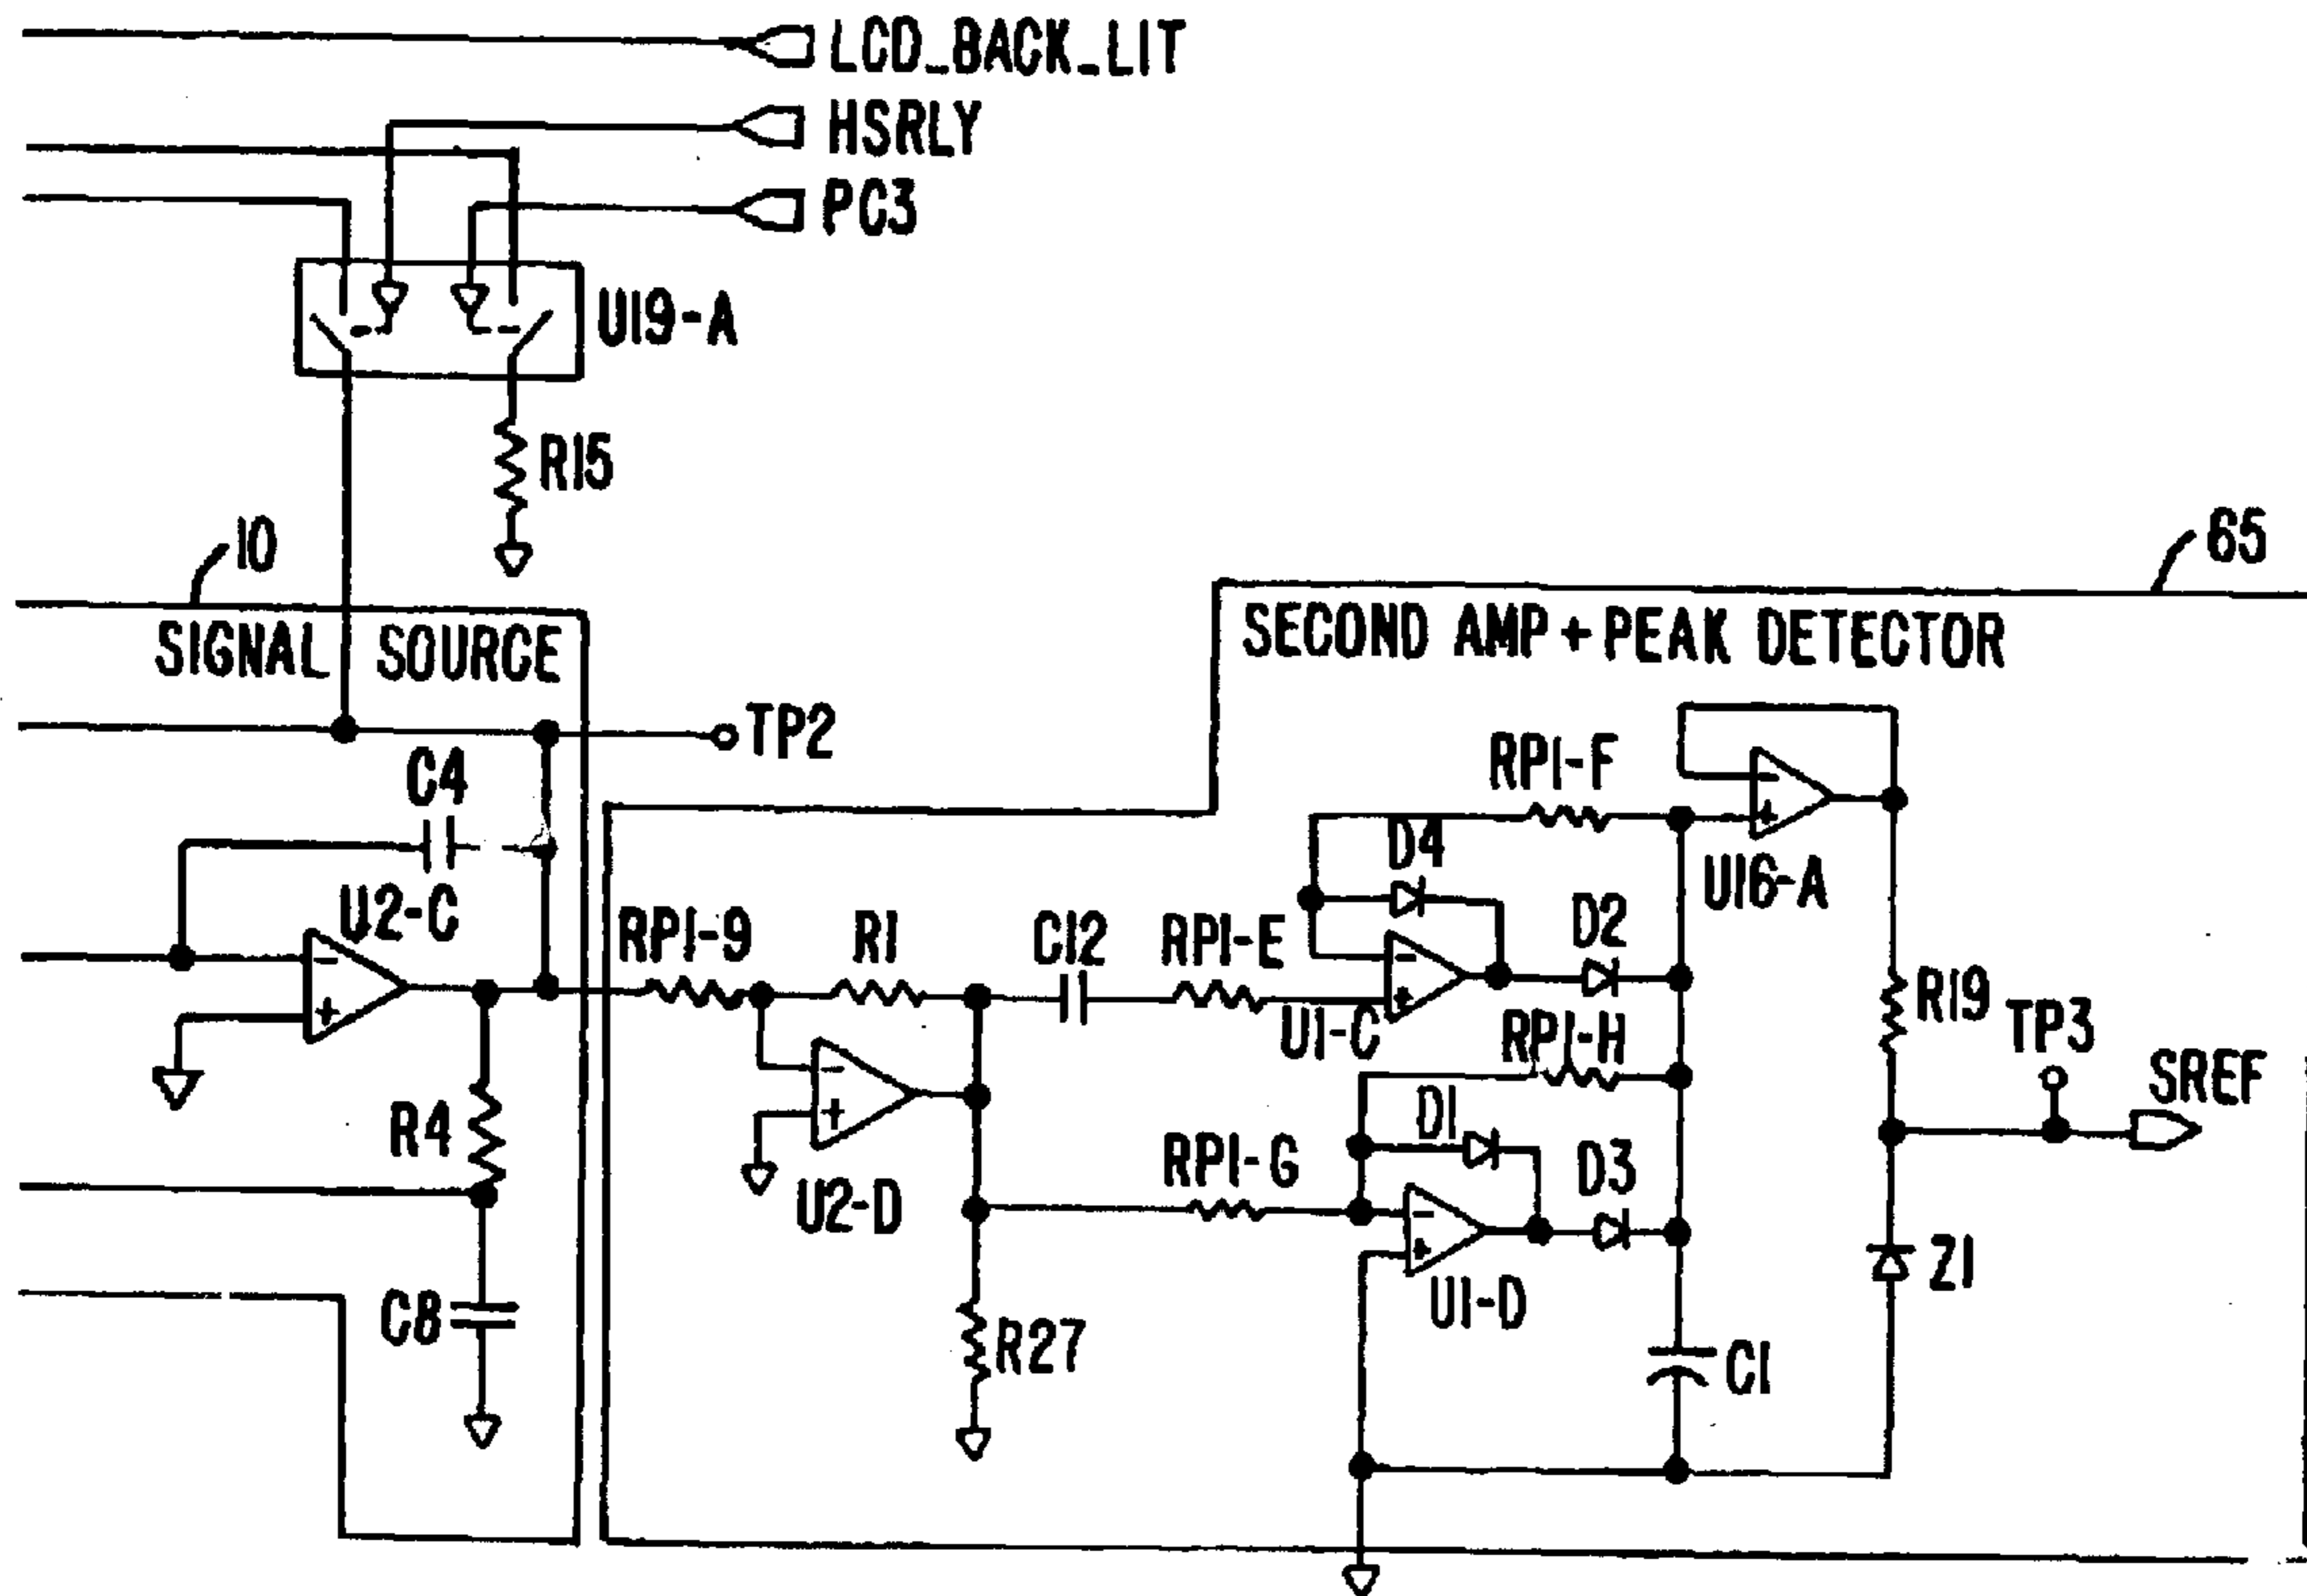 LCD_BACK_LIT
HSRLY
PC3
U19-A
R15
10
65
SIGNAL SOURCE
SECOND AMP + PEAK DETECTOR
TP2
C4
RP1-F
D4
U16-A
U2-C
RP1-9
R1
C12
RP1-E
D2
U1-C
RP1-H
R19
TP3
SREF
R4
D1
RP1-G
D3
U2-D
Z1
U1-D
C8
R27
C1